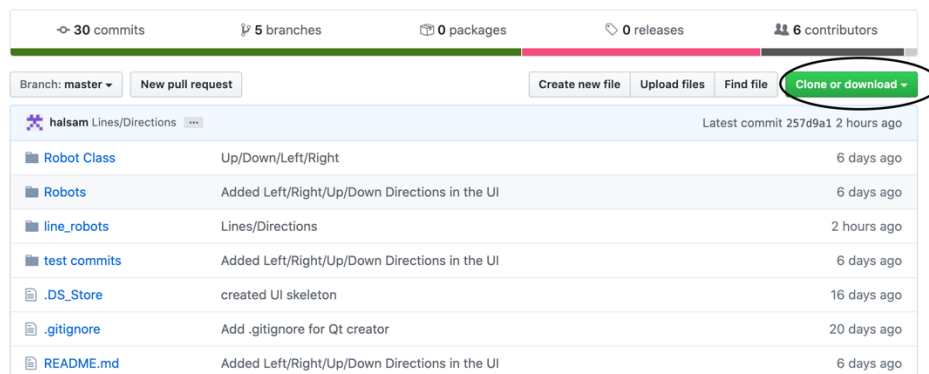 30 commits 5 branches 0 packages 0 releases 6 contributors
Branch: master New pull request Create new file Upload files Find file Clone or download
halsam Lines/Directions ... Latest commit 257d9a1 2 hours ago
Robot Class Up/Down/Left/Right 6 days ago
Robots Added Left/Right/Up/Down Directions in the UI 6 days ago
line_robots Lines/Directions 2 hours ago
test commits Added Left/Right/Up/Down Directions in the UI 6 days ago
.DS_Store created UI skeleton 16 days ago
.gitignore Add .gitignore for Qt creator 20 days ago
README.md Added Left/Right/Up/Down Directions in the UI 6 days ago